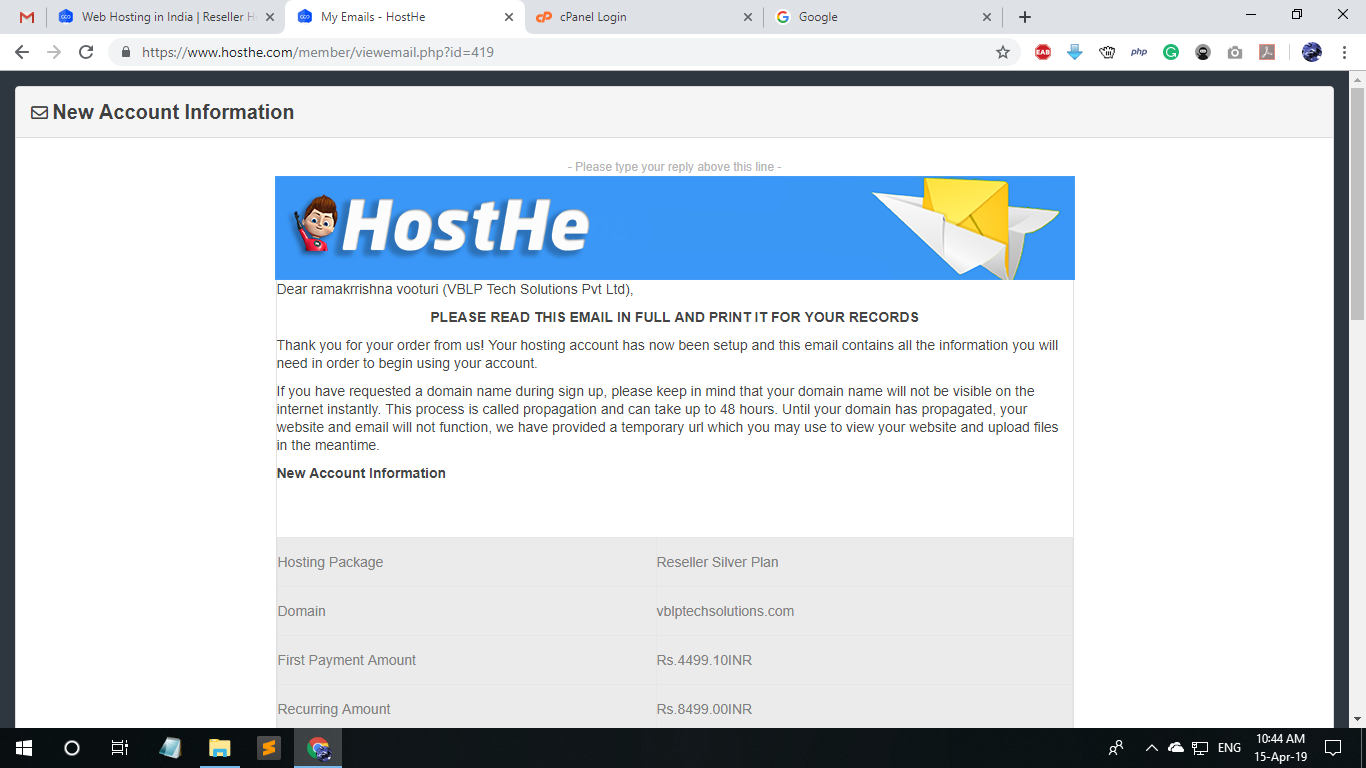 Web Hosting in India | Reseller H
My Emails - HostHe
cPanel Login
Google
https://www.hosthe.com/member/viewemail.php?id=419
EAB
php
New Account Information
- Please type your reply above this line -
HostHe
Dear ramakrrishna vooturi (VBLP Tech Solutions Pvt Ltd),
PLEASE READ THIS EMAIL IN FULL AND PRINT IT FOR YOUR RECORDS
Thank you for your order from us! Your hosting account has now been setup and this email contains all the information you will
need in order to begin using your account.
If you have requested a domain name during sign up, please keep in mind that your domain name will not be visible on the
internet instantly. This process is called propagation and can take up to 48 hours. Until your domain has propagated, your
website and email will not function, we have provided a temporary url which you may use to view your website and upload files
in the meantime.
New Account Information
Hosting Package Reseller Silver Plan
Domain vblptechsolutions.com
First Payment Amount Rs.4499.10INR
Recurring Amount Rs.8499.00INR
ENG
10:44 AM
15-Apr-19